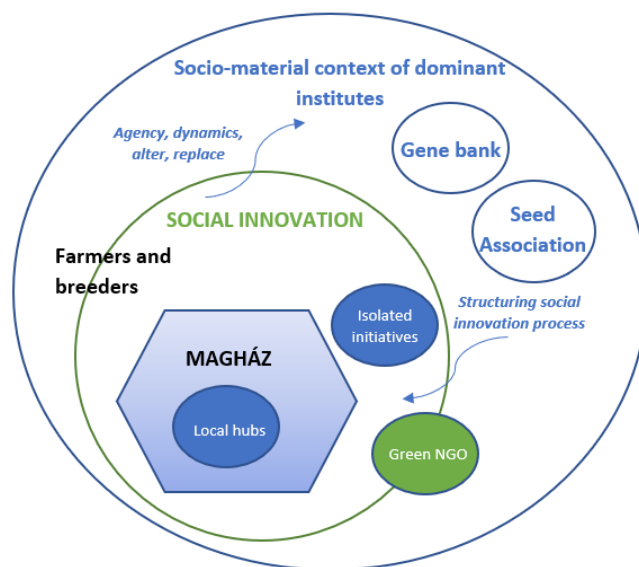 Socio-material context of dominant
institutes
Agency, dynamics,
alter, replace
Gene bank
SOCIAL INNOVATION
Seed
Association
Farmers and
breeders
Structuring social
innovation process
Isolated
initiatives
MAGHÁZ
Local hubs
Green NGO